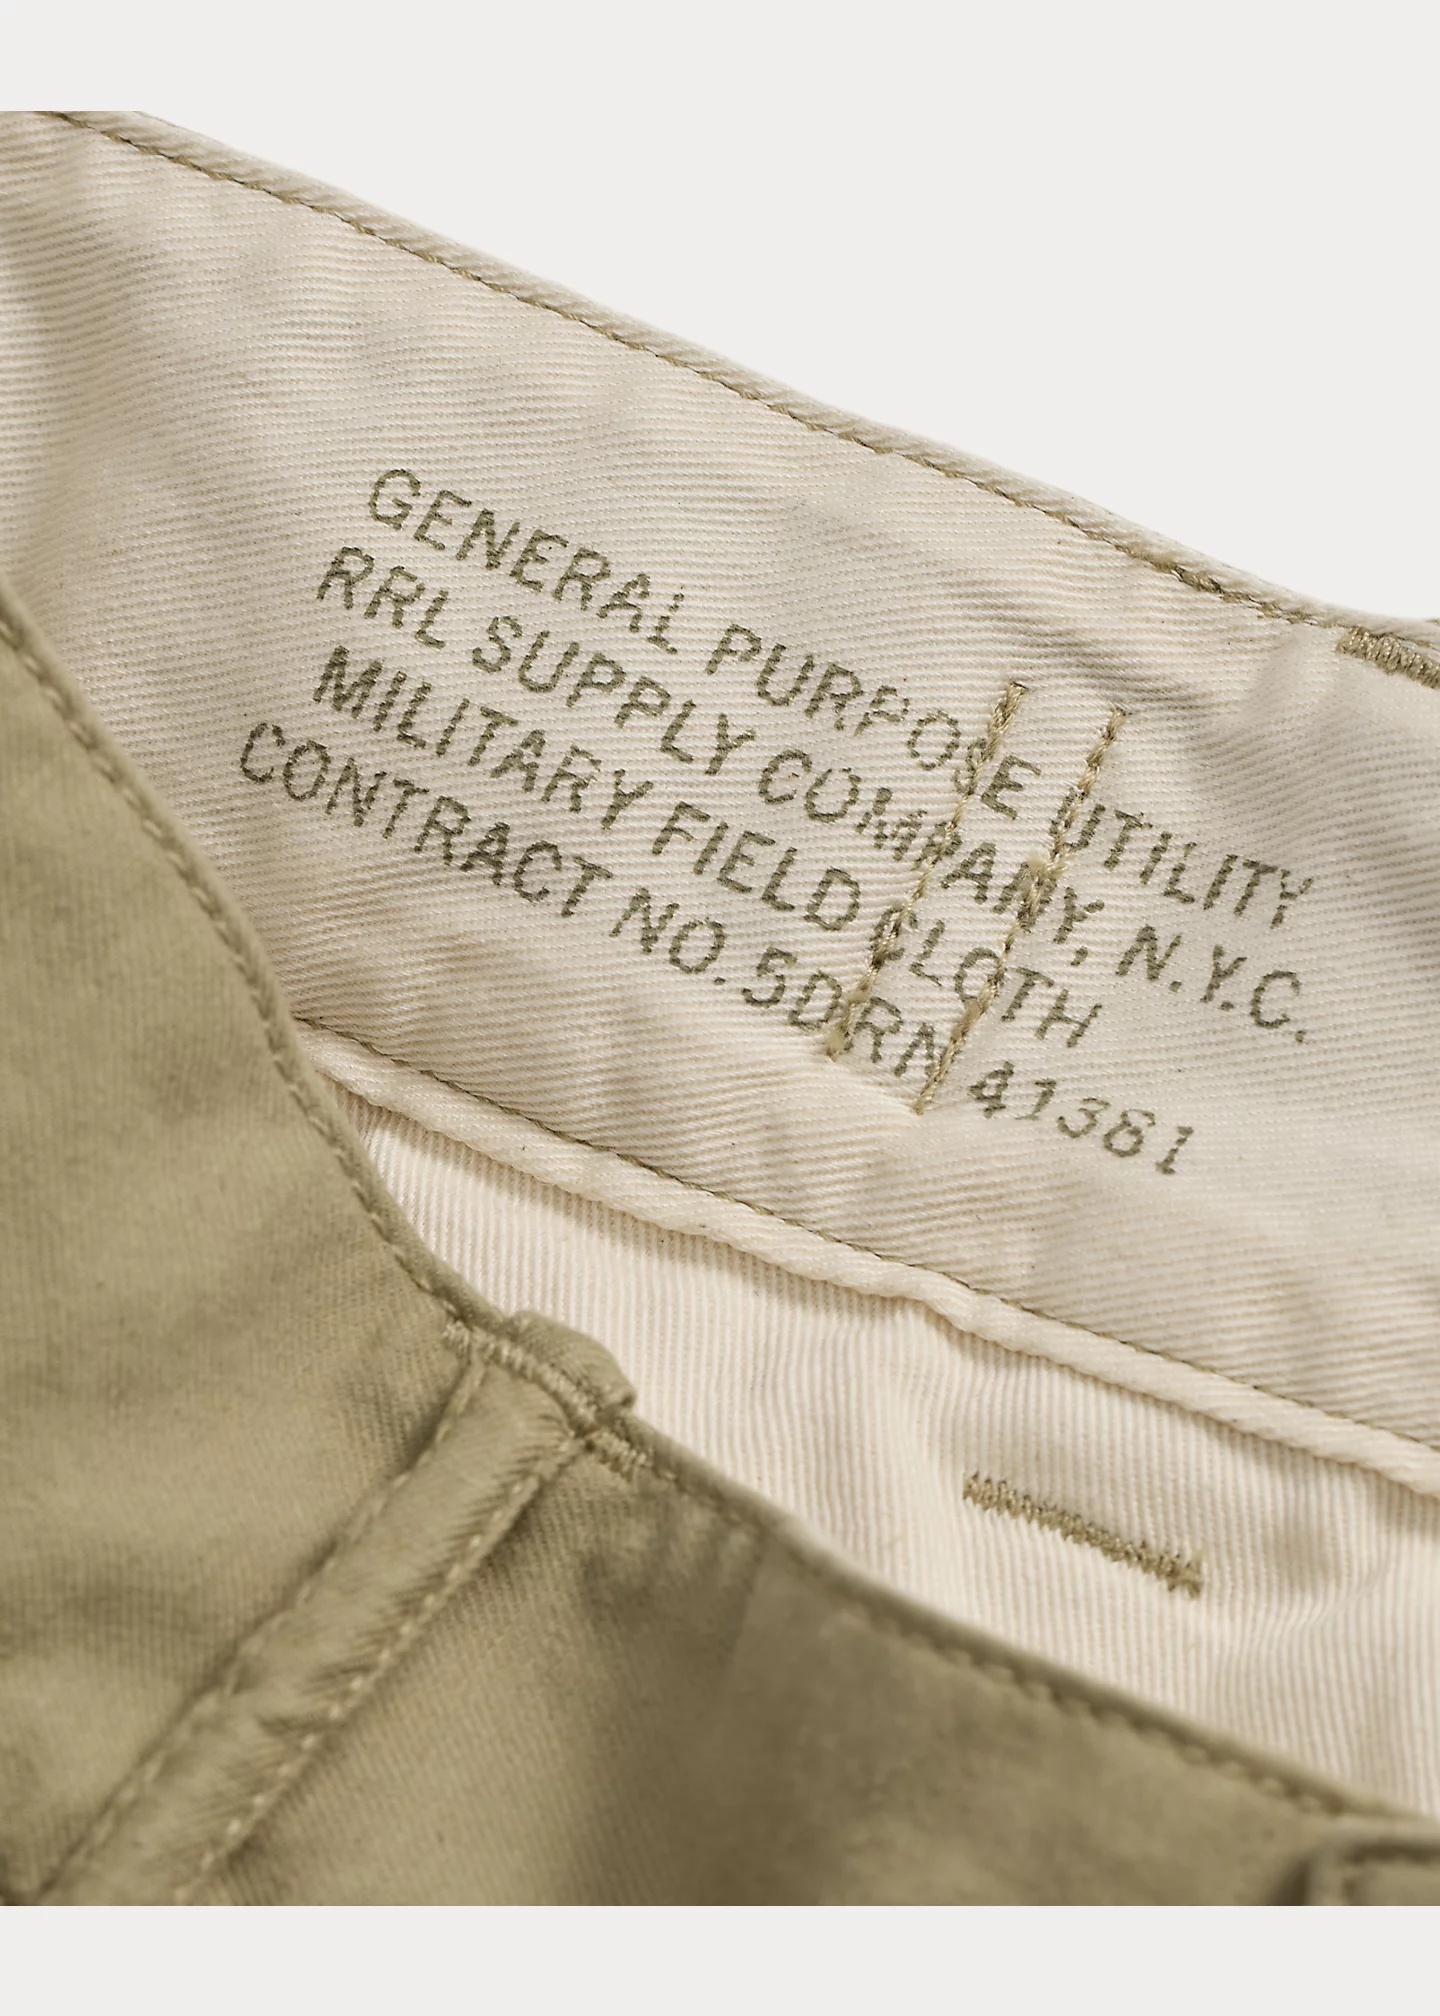 GENERAL PURPOSE UTILITY
RRL SUPPLY COMPANY, N.Y.C.
MILITARY FIELD CLOTH
CONTRACT NO. 5DRN 41381